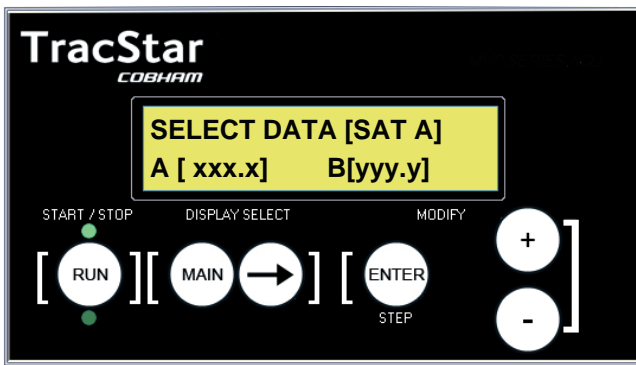 TracStar
COBHAM
SELECT DATA [SAT A]
A [ xxx.x] B[yyy.y]
START / STOP DISPLAY SELECT MODIFY
[ RUN ][ MAIN → ] [ ENTER + ]
STEP -